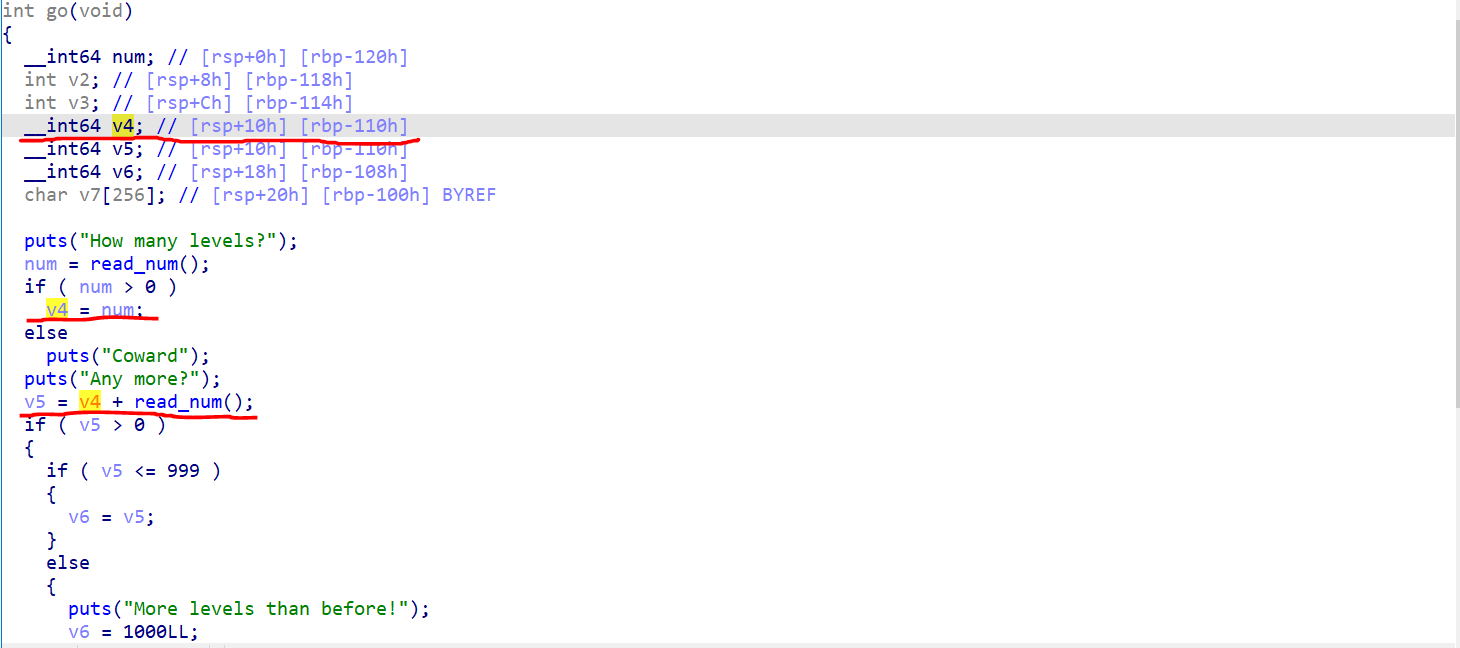 int go(void)
{
__int64 num; // [rsp+0h] [rbp-120h]
int v2; // [rsp+8h] [rbp-118h]
int v3; // [rsp+Ch] [rbp-114h]
__int64 v4; // [rsp+10h] [rbp-110h]
__int64 v5; // [rsp+10h] [rbp-110h]
__int64 v6; // [rsp+18h] [rbp-108h]
char v7[256]; // [rsp+20h] [rbp-100h] BYREF
puts("How many levels?");
num = read_num();
if ( num > 0 )
v4 = num;
else
puts("Coward");
puts("Any more?");
v5 = v4 + read_num();
if ( v5 > 0 )
{
if ( v5 <= 999 )
{
v6 = v5;
}
else
{
puts("More levels than before!");
v6 = 1000LL;